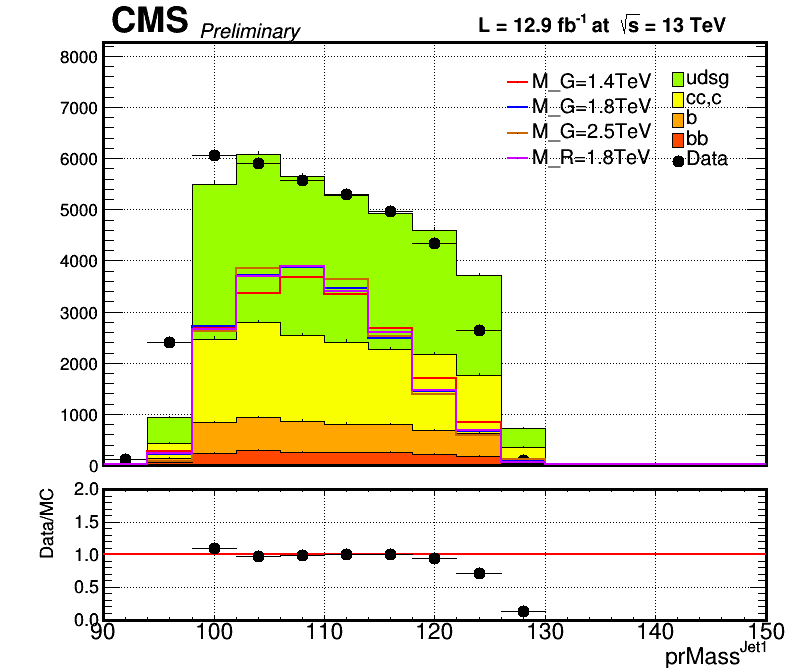 CMS Preliminary L = 12.9 fb⁻¹ at √s = 13 TeV
8000
7000
6000
5000
4000
3000
2000
1000
0
M_G=1.4TeV
M_G=1.8TeV
M_G=2.5TeV
M_R=1.8TeV
udsg
cc,c
b
bb
Data
Data/MC
2.0
1.5
1.0
0.5
0.0
90 100 110 120 130 140 150
prMass^Jet1